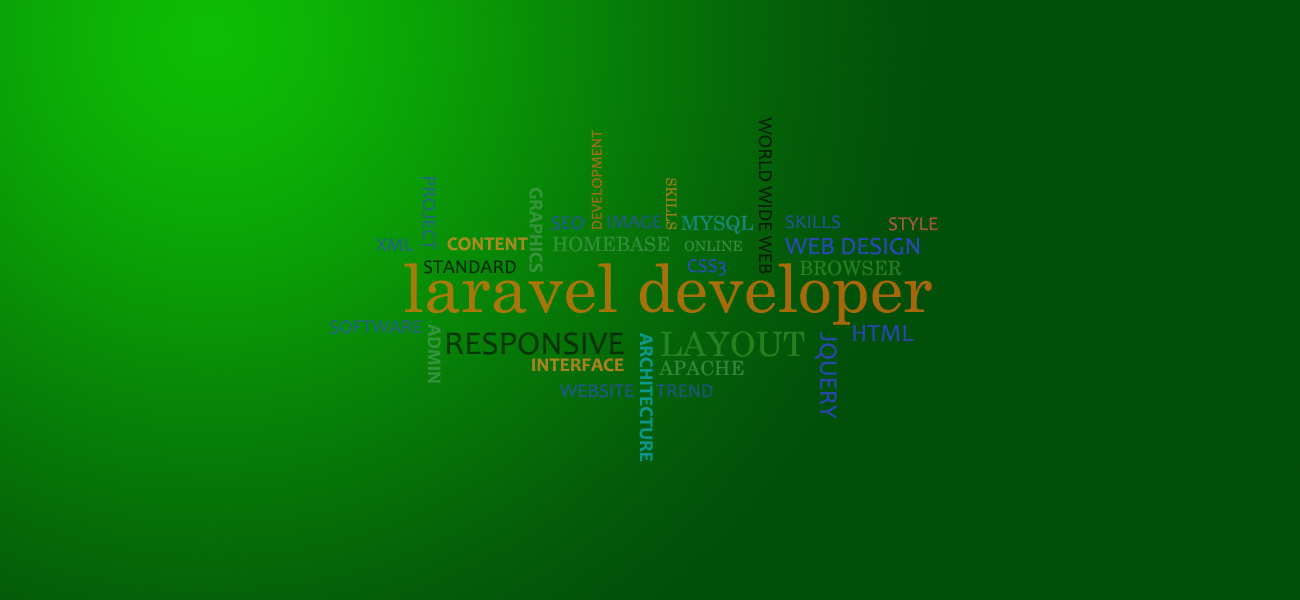 WORLD WIDE WEB
DEVELOPMENT
PROJECT
SKILLS
GRAPHICS
SEO
IMAGE
MYSQL
SKILLS
STYLE
XML
CONTENT
HOMEBASE
ONLINE
WEB DESIGN
STANDARD
CSS3
BROWSER
laravel developer
SOFTWARE
ADMIN
RESPONSIVE
ARCHITECTURE
LAYOUT
JQUERY
HTML
INTERFACE
APACHE
WEBSITE
TREND